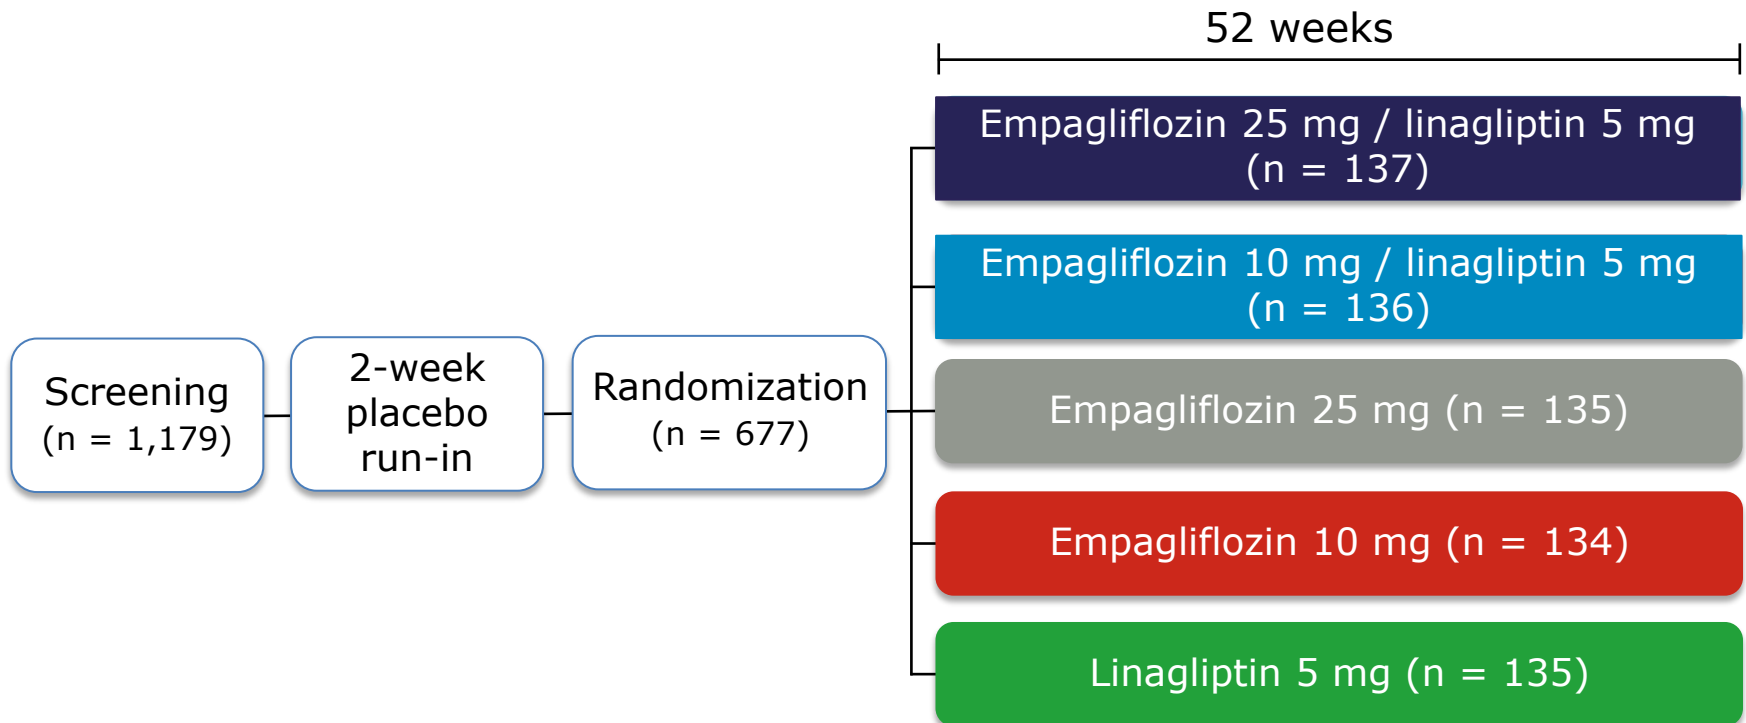 52 weeks
Empagliflozin 25 mg / linagliptin 5 mg
(n = 137)
Empagliflozin 10 mg / linagliptin 5 mg
(n = 136)
Screening
(n = 1,179)
2-week
placebo
run-in
Randomization
(n = 677)
Empagliflozin 25 mg (n = 135)
Empagliflozin 10 mg (n = 134)
Linagliptin 5 mg (n = 135)